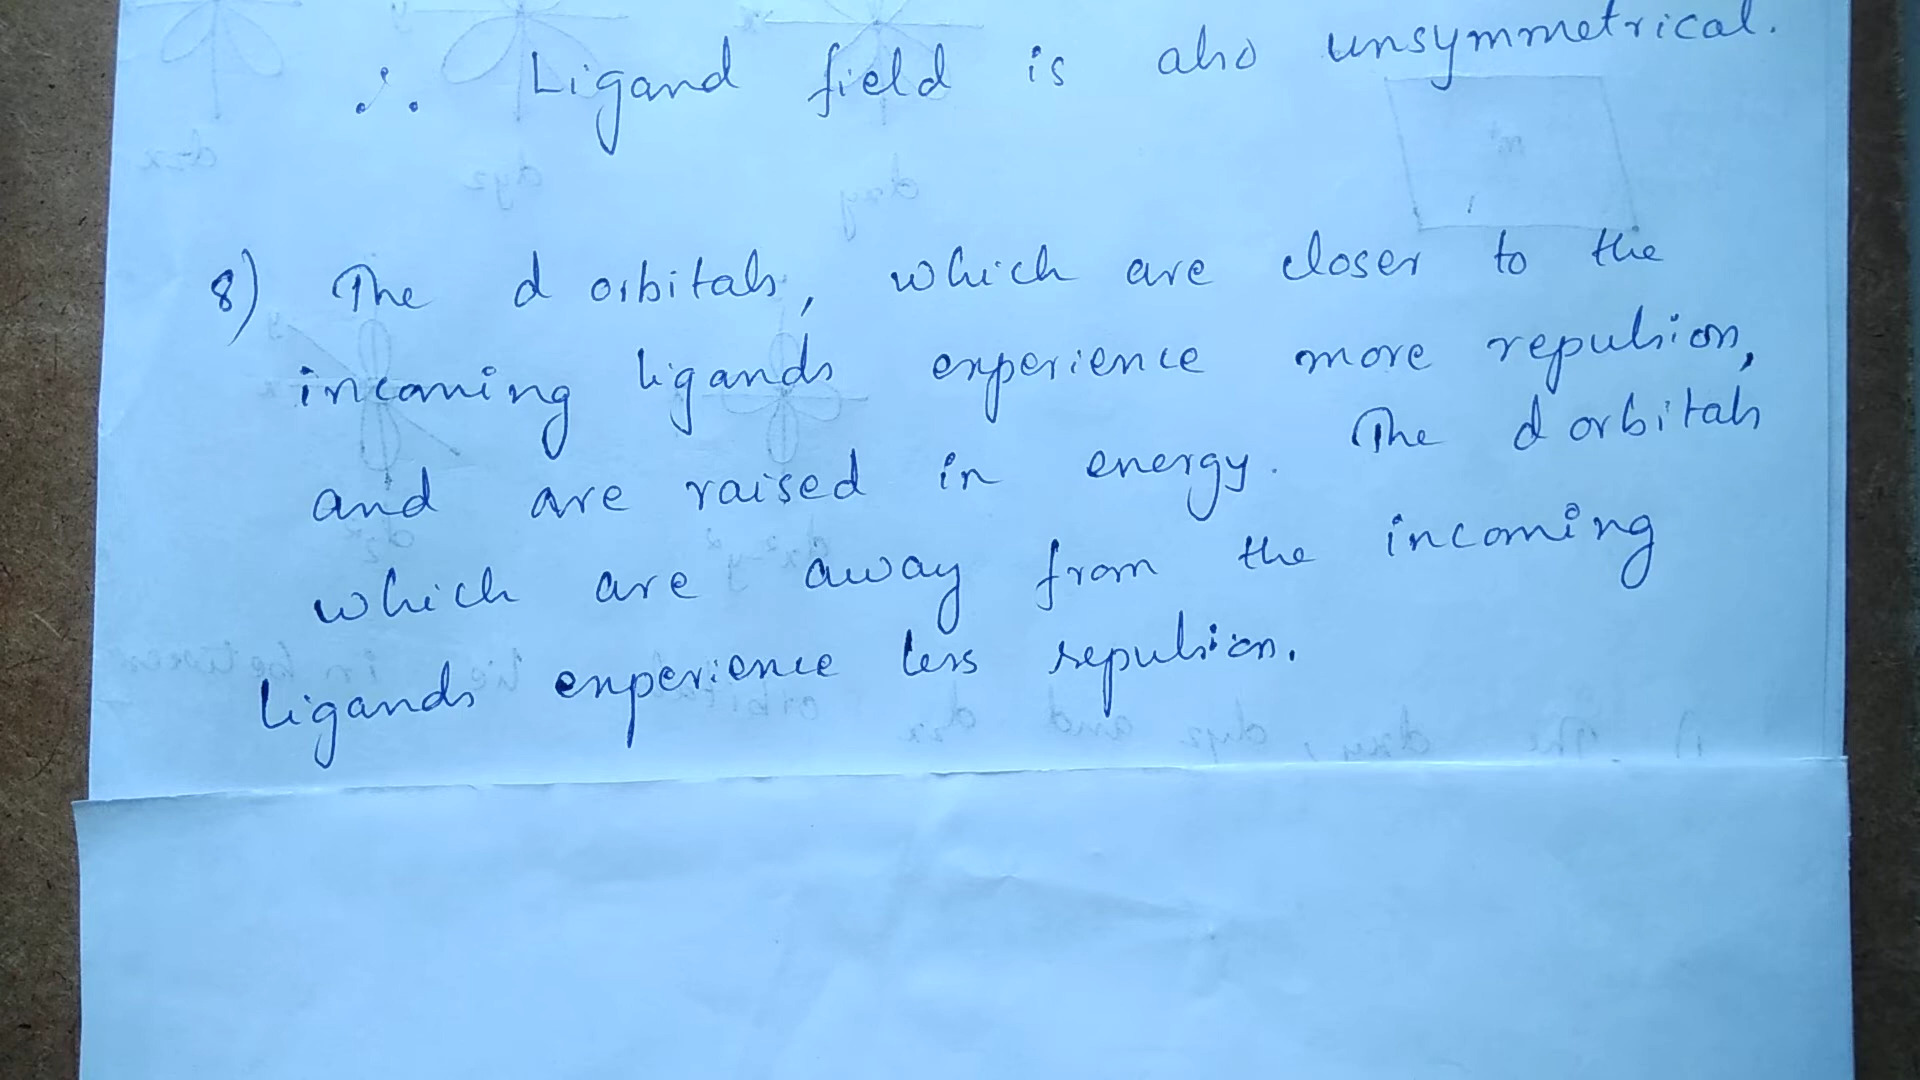 ∴ Ligand field is also unsymmetrical.
8) The d orbitals, which are closer to the
incoming ligands experience more repulsion,
and are raised in energy. The d orbitals
which are away from the incoming
ligands experience less repulsion.